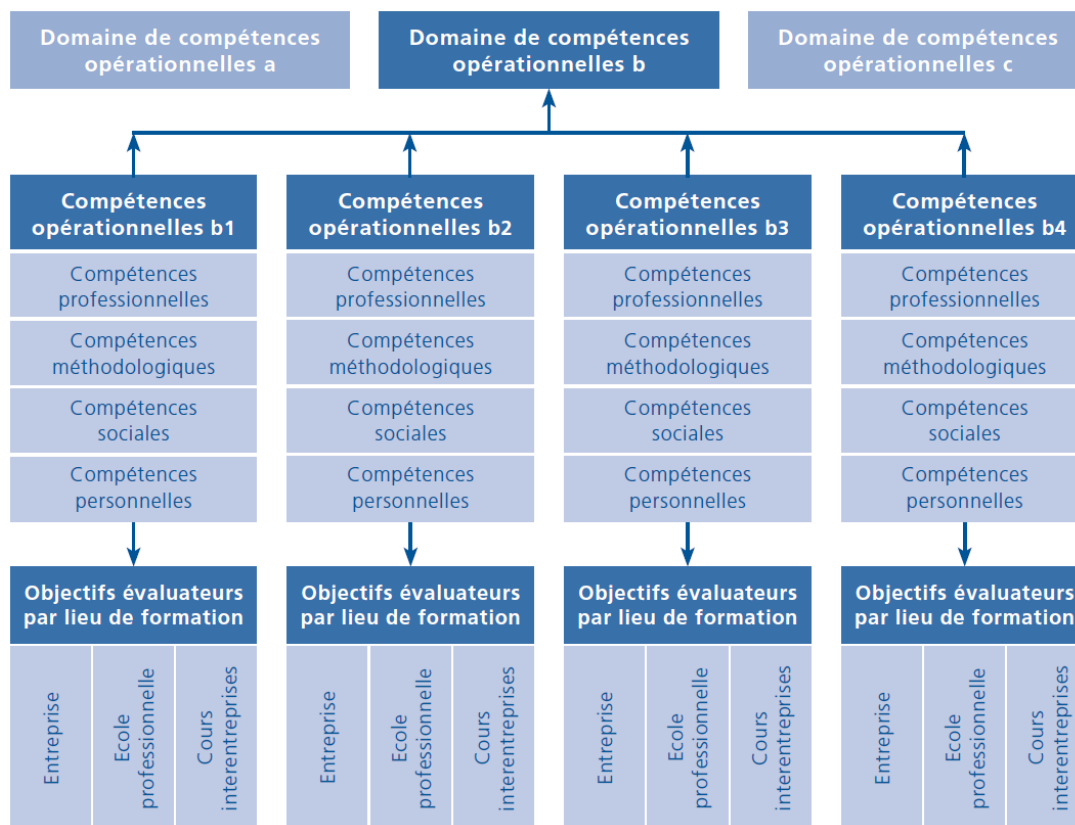 Domaine de compétences
opérationnelles a
Domaine de compétences
opérationnelles b
Domaine de compétences
opérationnelles c
Compétences
opérationnelles b1
Compétences
professionnelles
Compétences
méthodologiques
Compétences
sociales
Compétences
personnelles
Objectifs évaluateurs
par lieu de formation
Entreprise
Ecole
professionnelle
Cours
interentreprises
Compétences
opérationnelles b2
Compétences
professionnelles
Compétences
méthodologiques
Compétences
sociales
Compétences
personnelles
Objectifs évaluateurs
par lieu de formation
Entreprise
Ecole
professionnelle
Cours
interentreprises
Compétences
opérationnelles b3
Compétences
professionnelles
Compétences
méthodologiques
Compétences
sociales
Compétences
personnelles
Objectifs évaluateurs
par lieu de formation
Entreprise
Ecole
professionnelle
Cours
interentreprises
Compétences
opérationnelles b4
Compétences
professionnelles
Compétences
méthodologiques
Compétences
sociales
Compétences
personnelles
Objectifs évaluateurs
par lieu de formation
Entreprise
Ecole
professionnelle
Cours
interentreprises